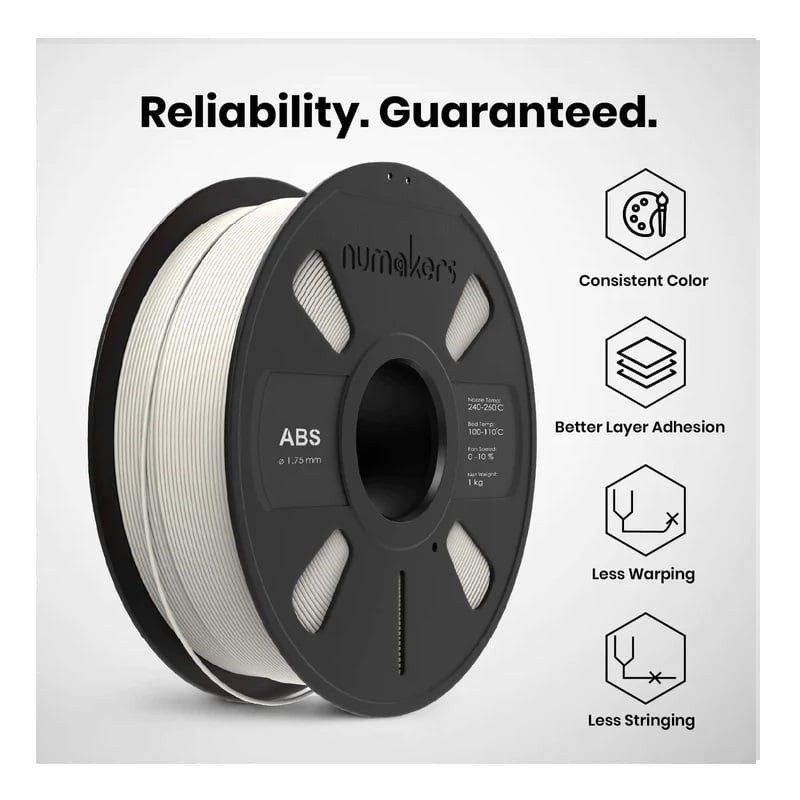 Reliability. Guaranteed.
numakers
ABS
⌀ 1.75 mm
Nozzle Temp:
240-260°C
Bed Temp:
100-110°C
Fan Speed:
0 -10 %
Net Weight:
1 kg
Consistent Color
Better Layer Adhesion
Less Warping
Less Stringing